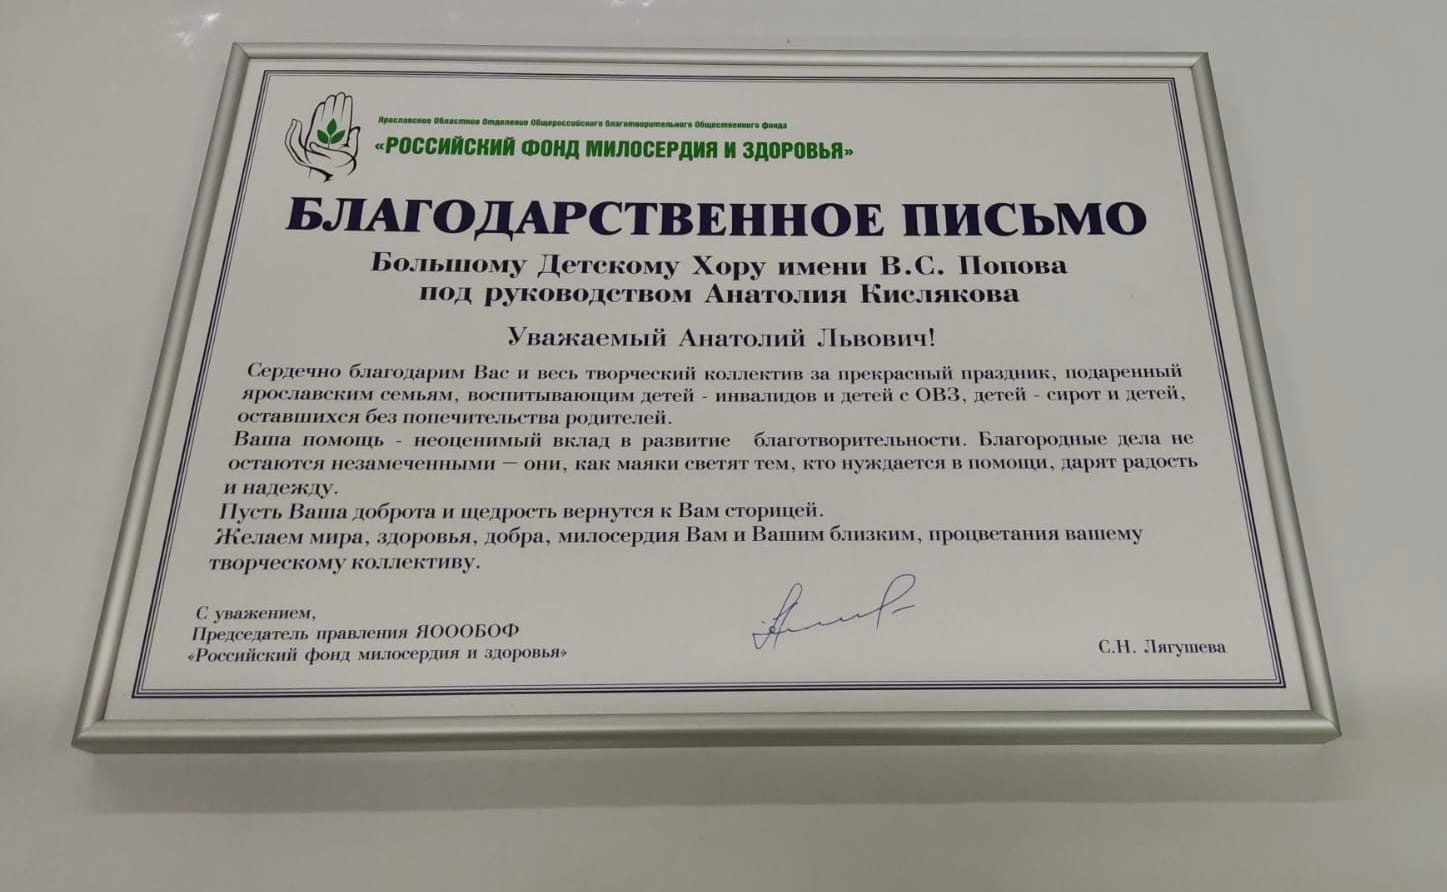 Ярославское Областное Отделение Общероссийского благотворительного Общественного фонда
«РОССИЙСКИЙ ФОНД МИЛОСЕРДИЯ И ЗДОРОВЬЯ»
БЛАГОДАРСТВЕННОЕ ПИСЬМО
Большому Детскому Хору имени В.С. Попова
под руководством Анатолия Кислякова
Уважаемый Анатолий Львович!
Сердечно благодарим Вас и весь творческий коллектив за прекрасный праздник, подаренный
ярославским семьям, воспитывающим детей - инвалидов и детей с ОВЗ, детей - сирот и детей,
оставшихся без попечительства родителей.
Ваша помощь - неоценимый вклад в развитие благотворительности. Благородные дела не
остаются незамеченными — они, как маяки светят тем, кто нуждается в помощи, дарят радость
и надежду.
Пусть Ваша доброта и щедрость вернутся к Вам сторицей.
Желаем мира, здоровья, добра, милосердия Вам и Вашим близким, процветания вашему
творческому коллективу.
С уважением,
Председатель правления ЯОООБОФ
«Российский фонд милосердия и здоровья»
С.Н. Лягушева